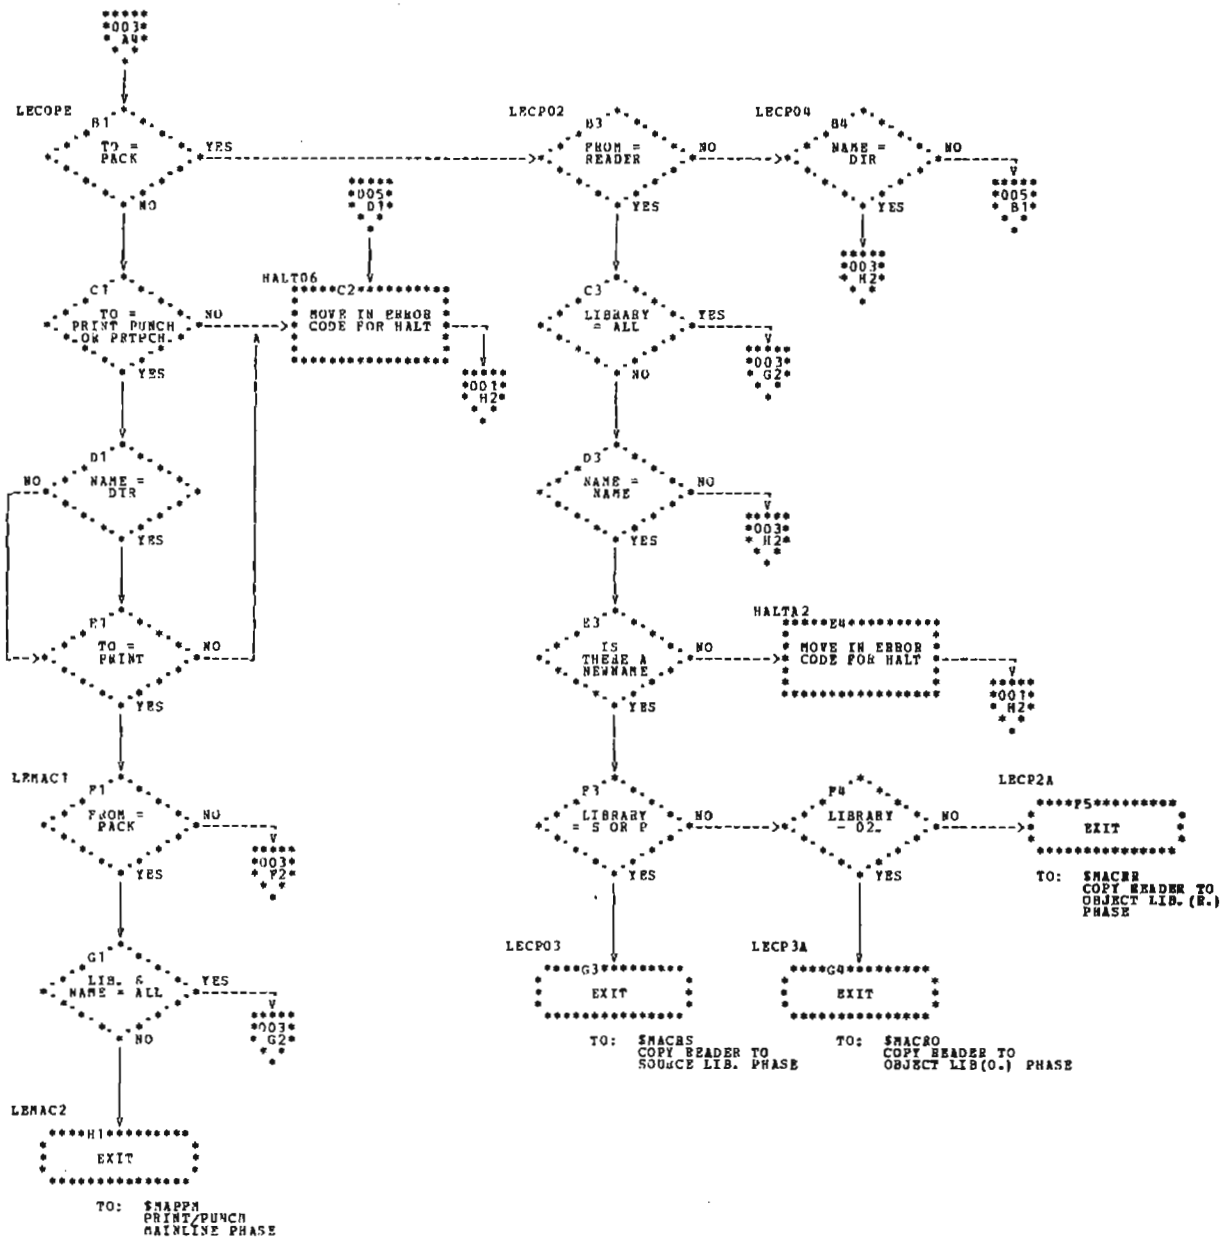 003
A4
LECOPE
B1
TO =
PACK
YES
NO
LECP02
B3
FROM =
READER
NO
YES
LECP04
B4
NAME =
DIR
NO
YES
005
B1
003
H2
005
D1
C1
TO =
PRINT PUNCH
OR PRTPCH
NO
YES
HALT06
C2
MOVE IN ERROR
CODE FOR HALT
001
H2
C3
LIBRARY
= ALL
YES
NO
003
G2
D1
NAME =
DIR
NO
YES
D3
NAME =
NAME
NO
YES
003
H2
E1
TO =
PRINT
NO
YES
E3
IS
THERE A
NEWNAME
NO
YES
HALTA2
E4
MOVE IN ERROR
CODE FOR HALT
001
H2
LEMAC1
F1
FROM =
PACK
NO
YES
003
F2
F3
LIBRARY
= S OR P
NO
YES
F4
LIBRARY
NO
YES
LECP2A
F5
EXIT
TO: $MACRR
COPY READER TO
OBJECT LIB.(R.)
PHASE
G1
LIB. &
NAME = ALL
YES
NO
003
G2
LECP03
G3
EXIT
TO: $MACRS
COPY READER TO
SOURCE LIB. PHASE
LECP3A
G4
EXIT
TO: $MACRO
COPY READER TO
OBJECT LIB(O.) PHASE
LEMAC2
H1
EXIT
TO: $MAPPM
PRINT/PUNCH
MAINLINE PHASE